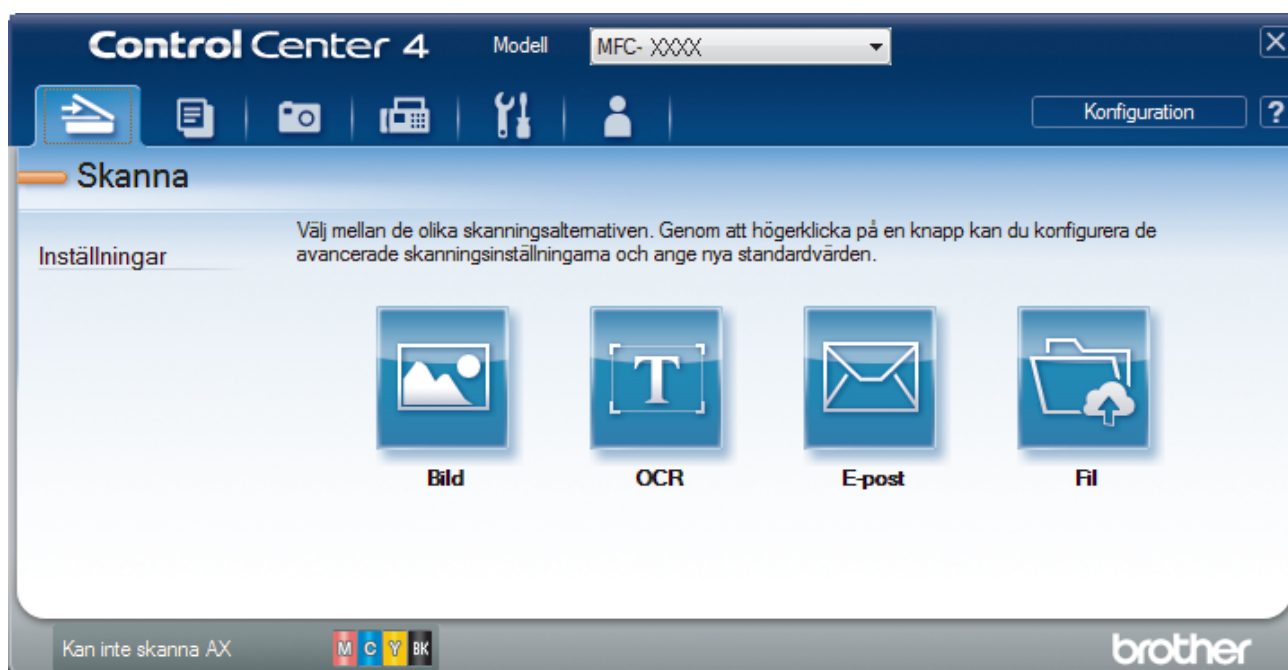 Control Center 4
Modell
MFC- XXXX
X
Konfiguration
?
Skanna
Inställningar
Välj mellan de olika skanningsalternativen. Genom att högerklicka på en knapp kan du konfigurera de
avancerade skanningsinställningarna och ange nya standardvärden.
T
Bild
OCR
E-post
Fil
Kan inte skanna AX
M C Y BK
brother